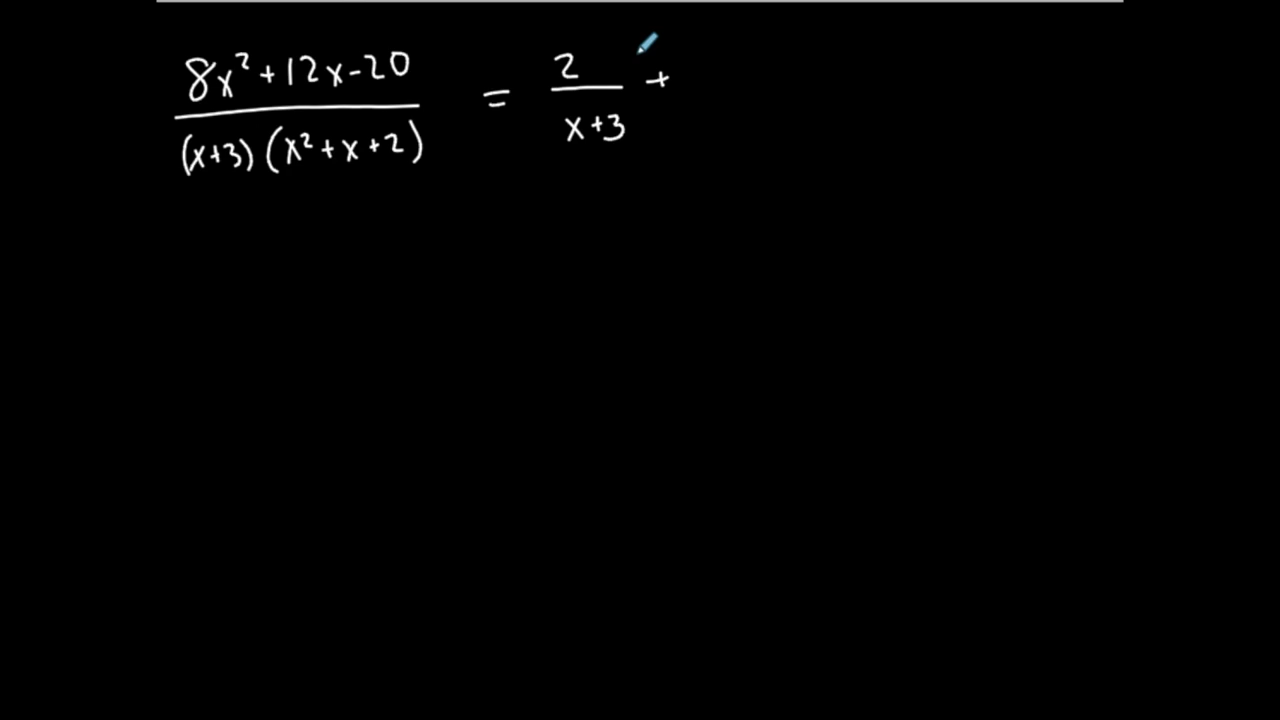 8x² + 12x - 20 = 2 +
(x+3) (x² + x + 2) x+3